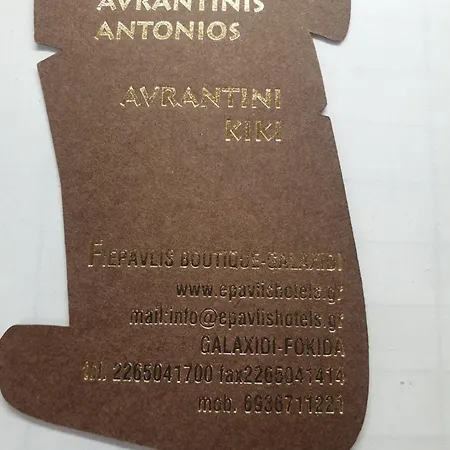 AVRANTINIS
ANTONIOS
AVRANTINI
KIKI
F.EPAVLIS BOUTIQUE-GALAXIDI
www.epavlishotels.gr
mail:info@epavlishotels.gr
GALAXIDI-FOKIDA
tel. 2265041700 fax2265041414
mob. 6936711221